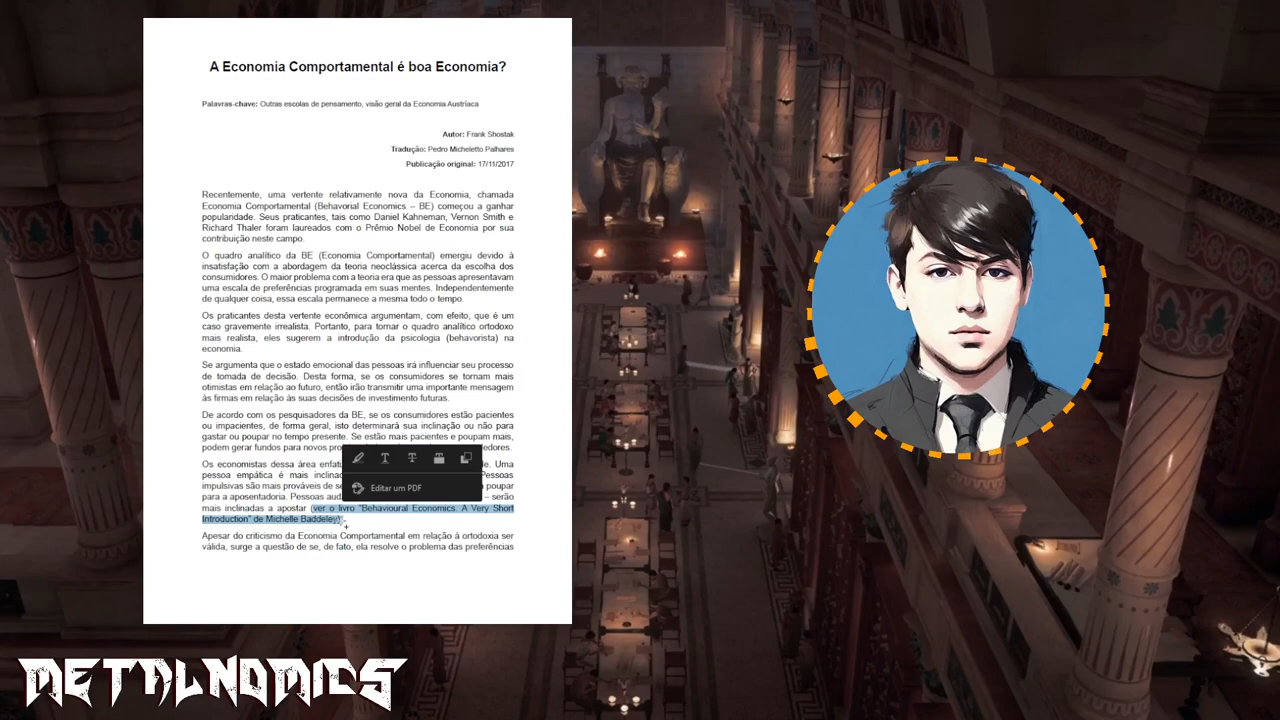 A Economia Comportamental é boa Economia?
Palavras-chave: Outras escolas de pensamento, visão geral da Economia Austríaca
Autor: Frank Shostak
Tradução: Pedro Micheletto Palhares
Publicação original: 17/11/2017
Recentemente, uma vertente relativamente nova da Economia, chamada
Economia Comportamental (Behavorial Economics – BE) começou a ganhar
popularidade. Seus praticantes, tais como Daniel Kahneman, Vernon Smith e
Richard Thaler foram laureados com o Prêmio Nobel de Economia por sua
contribuição neste campo.
O quadro analítico da BE (Economia Comportamental) emergiu devido à
insatisfação com a abordagem da teoria neoclássica acerca da escolha dos
consumidores. O maior problema com a teoria era que as pessoas apresentavam
uma escala de preferências programada em suas mentes. Independentemente
de qualquer coisa, essa escala permanece a mesma todo o tempo.
Os praticantes desta vertente econômica argumentam, com efeito, que é um
caso gravemente irrealista. Portanto, para tornar o quadro analítico ortodoxo
mais realista, eles sugerem a introdução da psicologia (behavorista) na
economia.
Se argumenta que o estado emocional das pessoas irá influenciar seu processo
de tomada de decisão. Desta forma, se os consumidores se tornam mais
otimistas em relação ao futuro, então irão transmitir uma importante mensagem
às firmas em relação às suas decisões de investimento futuras.
De acordo com os pesquisadores da BE, se os consumidores estão pacientes
ou impacientes, de forma geral, isto determinará sua inclinação ou não para
gastar ou poupar no tempo presente. Se estão mais pacientes e poupam mais,
podem gerar fundos para novos
Os economistas dessa área Uma
pessoa empática é mais Pessoas
impulsivas são mais prováveis de poupar
para a aposentadoria. Pessoas – serão
mais inclinadas a apostar (ver o livro "Behavioural Economics. A Very Short
Introduction" de Michelle Baddeley).
Editar um PDF
Apesar do criticismo da Economia Comportamental em relação à ortodoxia ser
válida, surge a questão de se, de fato, ela resolve o problema das preferências
METALNOMICS